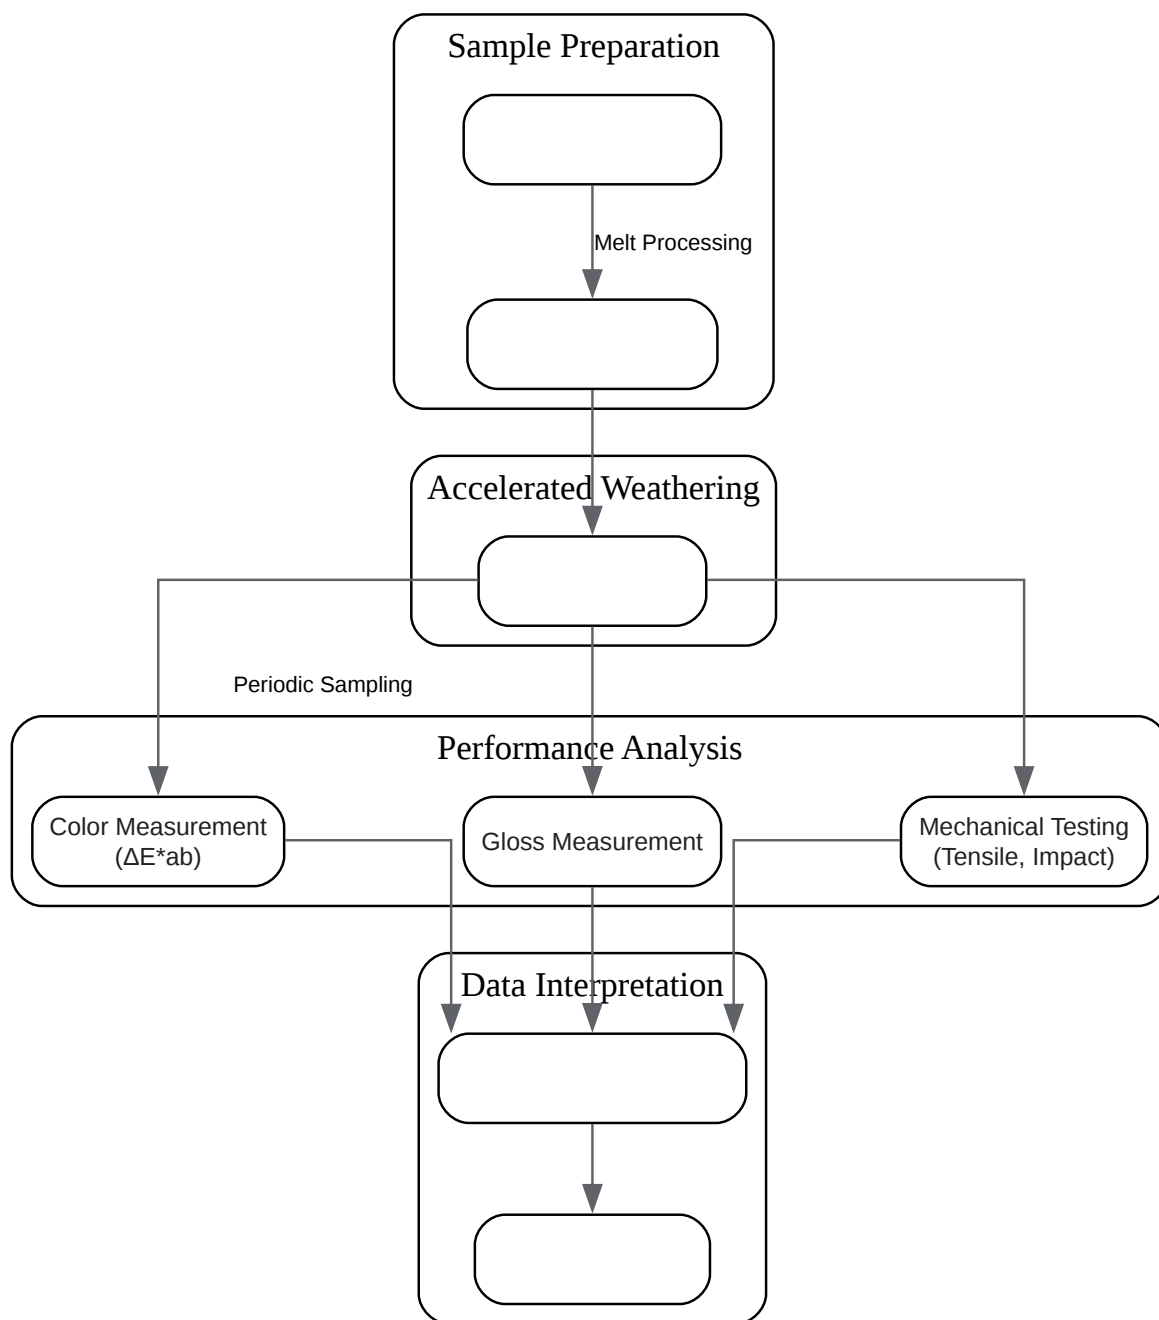 Sample Preparation
Melt Processing
Accelerated Weathering
Periodic Sampling
Performance Analysis
Color Measurement
(ΔE*ab)
Gloss Measurement
Mechanical Testing
(Tensile, Impact)
Data Interpretation